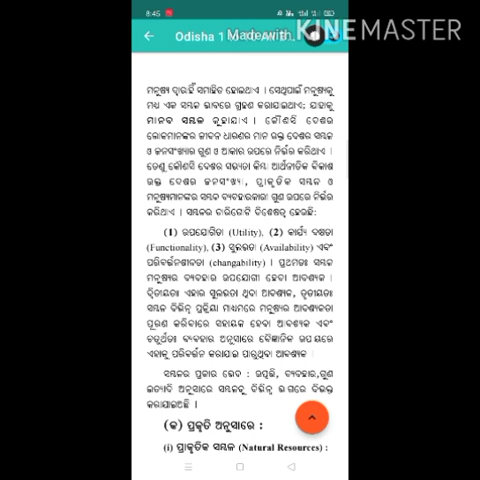 8:45
Odisha 1
Made with KINEMASTER
ମନୁଷ୍ୟ ଦ୍ୱାରା ହିଁ ସମାହିତ ହୋଇଥାଏ । ସେଥିପାଇଁ ମନୁଷ୍ୟକୁ
ମଧ୍ୟ ଏକ ସମ୍ବଳ ଭାବରେ ଗ୍ରହଣ କରାଯାଇଥାଏ; ଯାହାକୁ
ମାନବ ସମ୍ବଳ କୁହାଯାଏ । କୌଣସି ଦେଶର
ଲୋକମାନଙ୍କର ଜୀବନ ଧାରଣର ମାନ ଉକ୍ତ ଦେଶର ସମ୍ବଳ
ଓ ଜନସଂଖ୍ୟାର ଗୁଣ ଓ ଆକାର ଉପରେ ନିର୍ଭର କରିଥାଏ ।
ତେଣୁ କୌଣସି ଦେଶର ସଭ୍ୟତା କିମ୍ବା ଆର୍ଥନୀତିକ ବିକାଶ
ଉକ୍ତ ଦେଶର ଜନସଂଖ୍ୟା, ପ୍ରାକୃତିକ ସମ୍ବଳ ଓ
ମନୁଷ୍ୟମାନଙ୍କର ସମ୍ବଳ ବ୍ୟବହାରକାରୀ ଗୁଣ ଉପରେ ନିର୍ଭର
କରିଥାଏ । ସମ୍ବଳର ଚାରିଗୋଟି ବିଶେଷତ୍ୱ ହେଉଛି:
(1) ଉପଯୋଗିତା (Utility), (2) କାର୍ଯ୍ୟ ଦକ୍ଷତା
(Functionality), (3) ସୁଲଭତା (Availability) ଏବଂ
ପରିବର୍ତ୍ତନଶୀଳତା (changability) । ପ୍ରଥମତଃ ସମ୍ବଳ
ମନୁଷ୍ୟର ବ୍ୟବହାର ଉପଯୋଗୀ ହେବା ଆବଶ୍ୟକ ।
ଦ୍ୱିତୀୟତଃ ଏହାର ସୁଲଭତା ଥିବା ଆବଶ୍ୟକ, ତୃତୀୟତଃ
ସମ୍ବଳ ବିଭିନ୍ନ ପ୍ରକ୍ରିୟା ମାଧ୍ୟମରେ ମନୁଷ୍ୟର ଆବଶ୍ୟକତା
ପୂରଣ କରିବାରେ ସହାୟକ ହେବା ଆବଶ୍ୟକ ଏବଂ
ଚତୁର୍ଥତଃ ବ୍ୟବହାର ଅନୁସାରେ ବୈଜ୍ଞାନିକ ଉପାୟରେ
ଏହାକୁ ପରିବର୍ତ୍ତନ କରାଯାଇ ପାରୁଥିବା ଆବଶ୍ୟକ ।
ସମ୍ବଳର ପ୍ରକାର ଭେଦ : ଉତ୍ପତ୍ତି, ବ୍ୟବହାର,ଗୁଣ
ଇତ୍ୟାଦି ଅନୁସାରେ ସମ୍ବଳକୁ ବିଭିନ୍ନ ଭାଗରେ ବିଭକ୍ତ
କରାଯାଇଅଛି ।
(କ) ପ୍ରକୃତି ଅନୁସାରେ :
(i) ପ୍ରାକୃତିକ ସମ୍ବଳ (Natural Resources) :